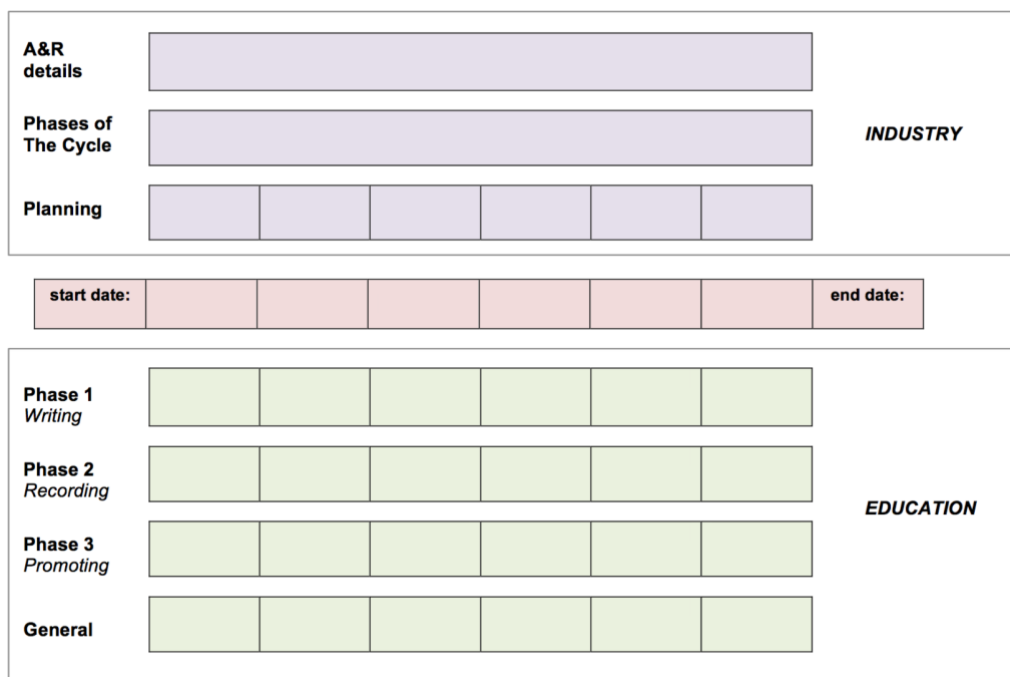 A&R
details
Phases of
The Cycle
INDUSTRY
Planning
start date:
end date:
Phase 1
Writing
Phase 2
Recording
EDUCATION
Phase 3
Promoting
General